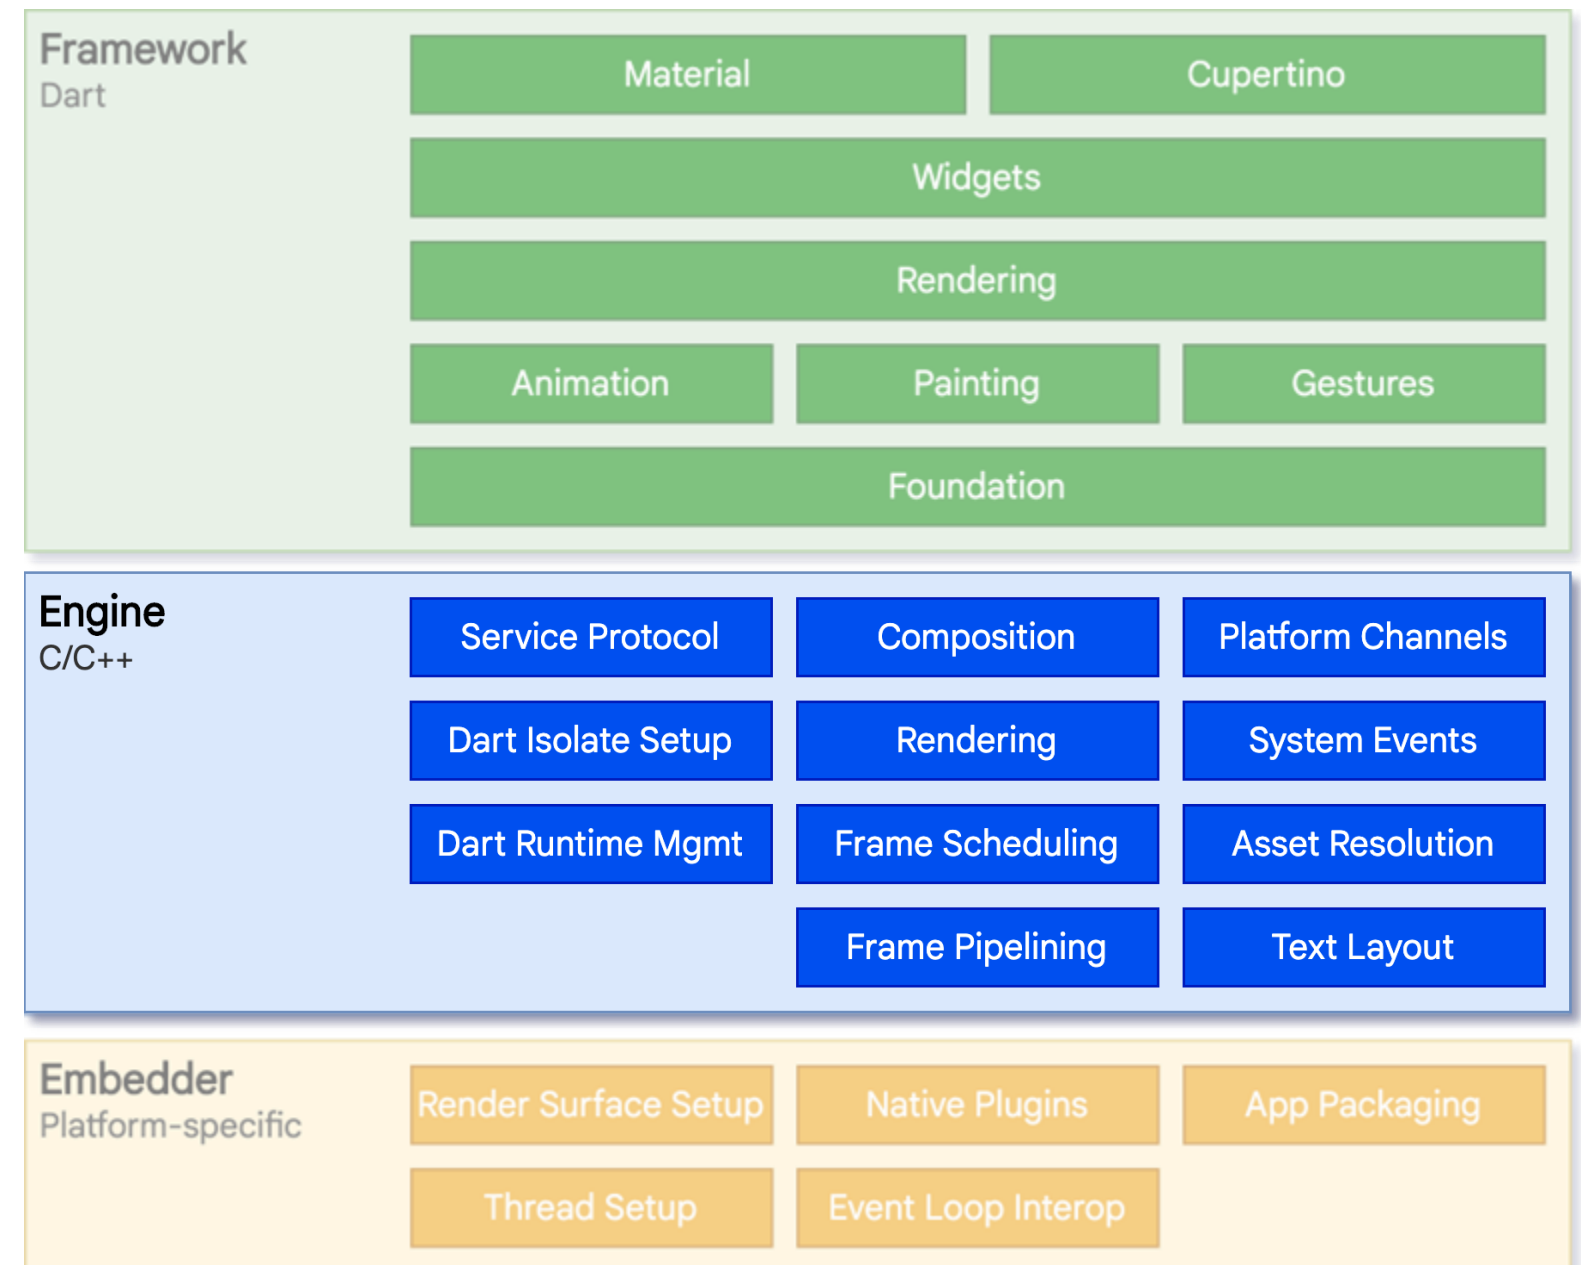 Framework
Dart
Material
Cupertino
Widgets
Rendering
Animation
Painting
Gestures
Foundation
Engine
C/C++
Service Protocol
Composition
Platform Channels
Dart Isolate Setup
Rendering
System Events
Dart Runtime Mgmt
Frame Scheduling
Asset Resolution
Frame Pipelining
Text Layout
Embedder
Platform-specific
Render Surface Setup
Native Plugins
App Packaging
Thread Setup
Event Loop Interop